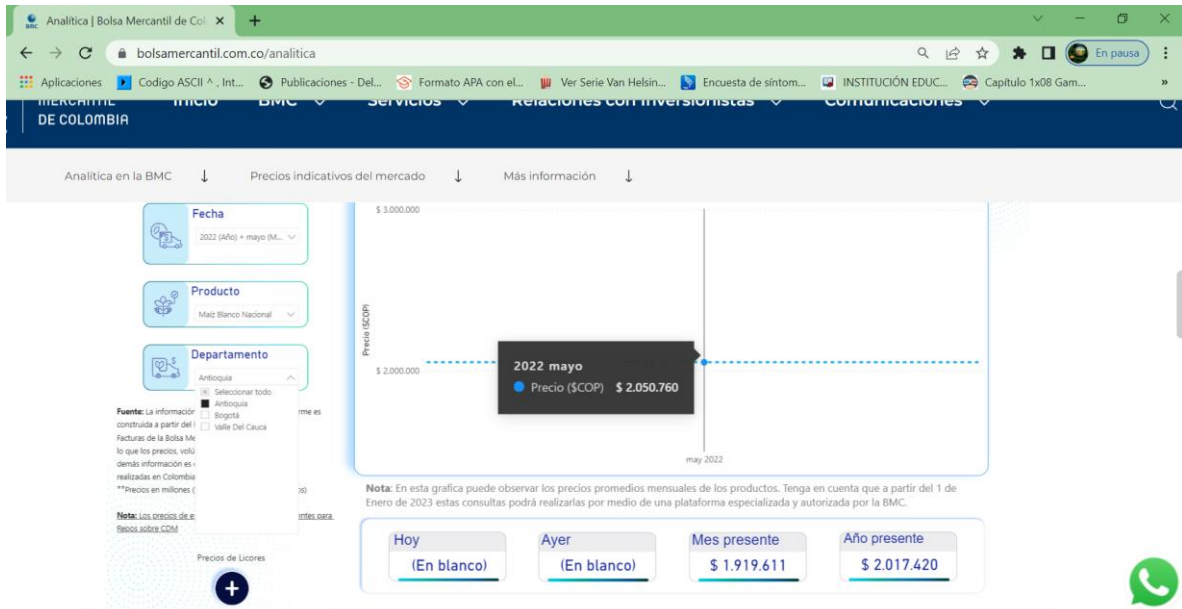 Analítica | Bolsa Mercantil de Col
bolsamercantil.com.co/analitica
En pausa
Aplicaciones
Codigo ASCII ^ , Int...
Publicaciones - Del...
Formato APA con el...
Ver Serie Van Helsin...
Encuesta de síntom...
INSTITUCIÓN EDUC...
Capítulo 1x08 Gam...
»
MERCANTIL
DE COLOMBIA
Inicio
BMC
Servicios
Relaciones con Inversionistas
Comunicaciones
Analítica en la BMC ↓
Precios indicativos del mercado ↓
Más información ↓
Fecha
2022 (Año) + mayo (M...
Producto
Maíz Blanco Nacional
Departamento
Antioquia
Seleccionar todo
Antioquia
Bogotá
Valle Del Cauca
Fuente: La información
rme es
construida a partir del
Facturas de la Bolsa Me
lo que los precios, volú
demás información es
realizadas en Colombia
**Precios en millones (
os)
Nota: Los precios de e
entes para
Repos sobre CDM
Precios de Licores
+
$ 3.000.000
Precio ($COP)
$ 2.000.000
2022 mayo
Precio ($COP) $ 2.050.760
may 2022
Nota: En esta grafica puede observar los precios promedios mensuales de los productos. Tenga en cuenta que a partir del 1 de
Enero de 2023 estas consultas podrá realizarlas por medio de una plataforma especializada y autorizada por la BMC.
Hoy
(En blanco)
Ayer
(En blanco)
Mes presente
$ 1.919.611
Año presente
$ 2.017.420